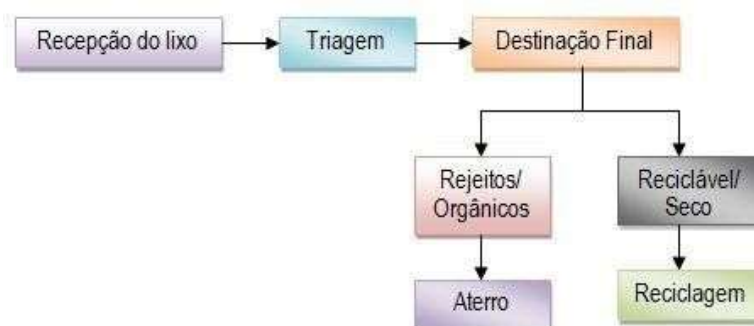 Recepção do lixo
Triagem
Destinação Final
Rejeitos/
Orgânicos
Reciclável/
Seco
Aterro
Reciclagem